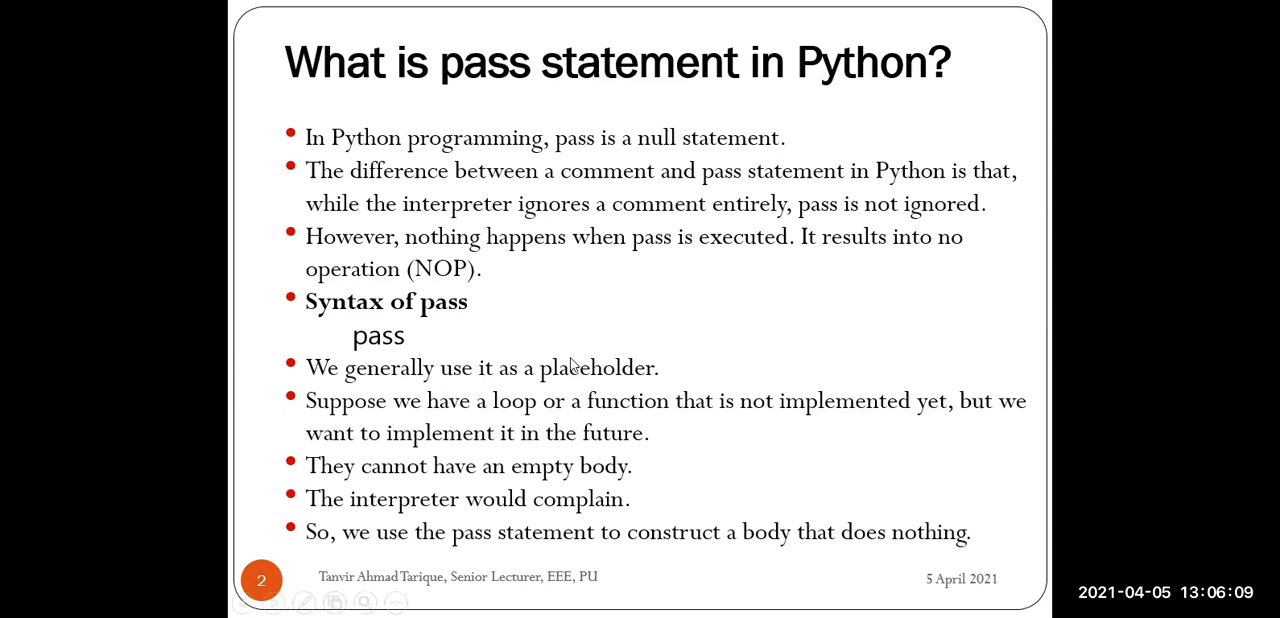 What is pass statement in Python?
• In Python programming, pass is a null statement.
• The difference between a comment and pass statement in Python is that,
while the interpreter ignores a comment entirely, pass is not ignored.
• However, nothing happens when pass is executed. It results into no
operation (NOP).
• Syntax of pass
pass
• We generally use it as a placeholder.
• Suppose we have a loop or a function that is not implemented yet, but we
want to implement it in the future.
• They cannot have an empty body.
• The interpreter would complain.
• So, we use the pass statement to construct a body that does nothing.
2
Tanvir Ahmad Tarique, Senior Lecturer, EEE, PU
5 April 2021
2021-04-05 13:06:09